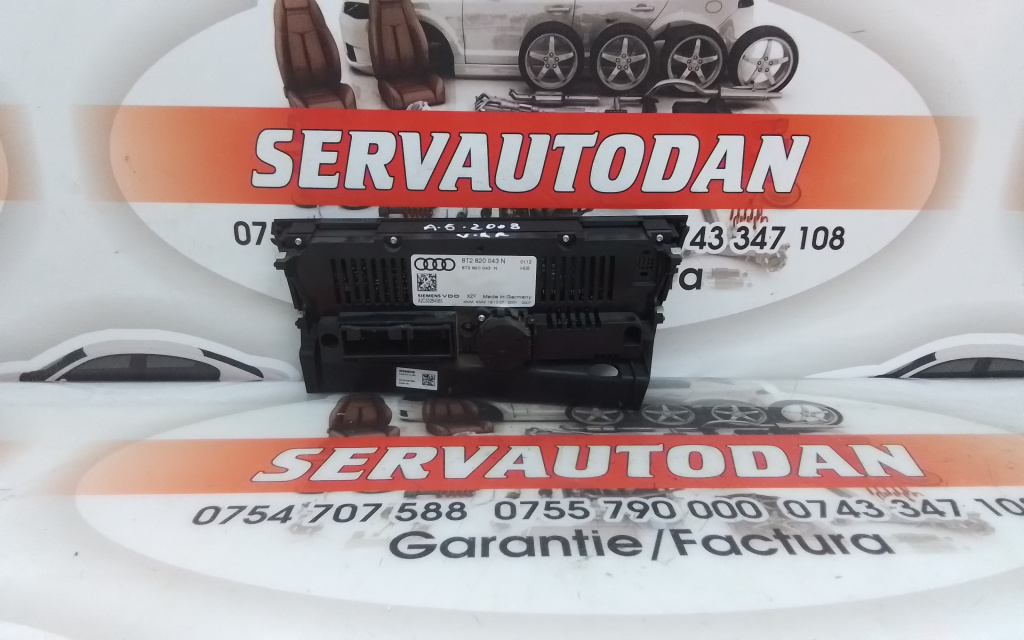 SERVAUTODAN
075
743 347 108
A.6.2008
8T2 820 043 N
8T2 820 043 N
SIEMENS VDO
Made in Germany
SERVAUTODAN
0754 707 588 0755 790 000 0743 347 108
Garantie/Factura